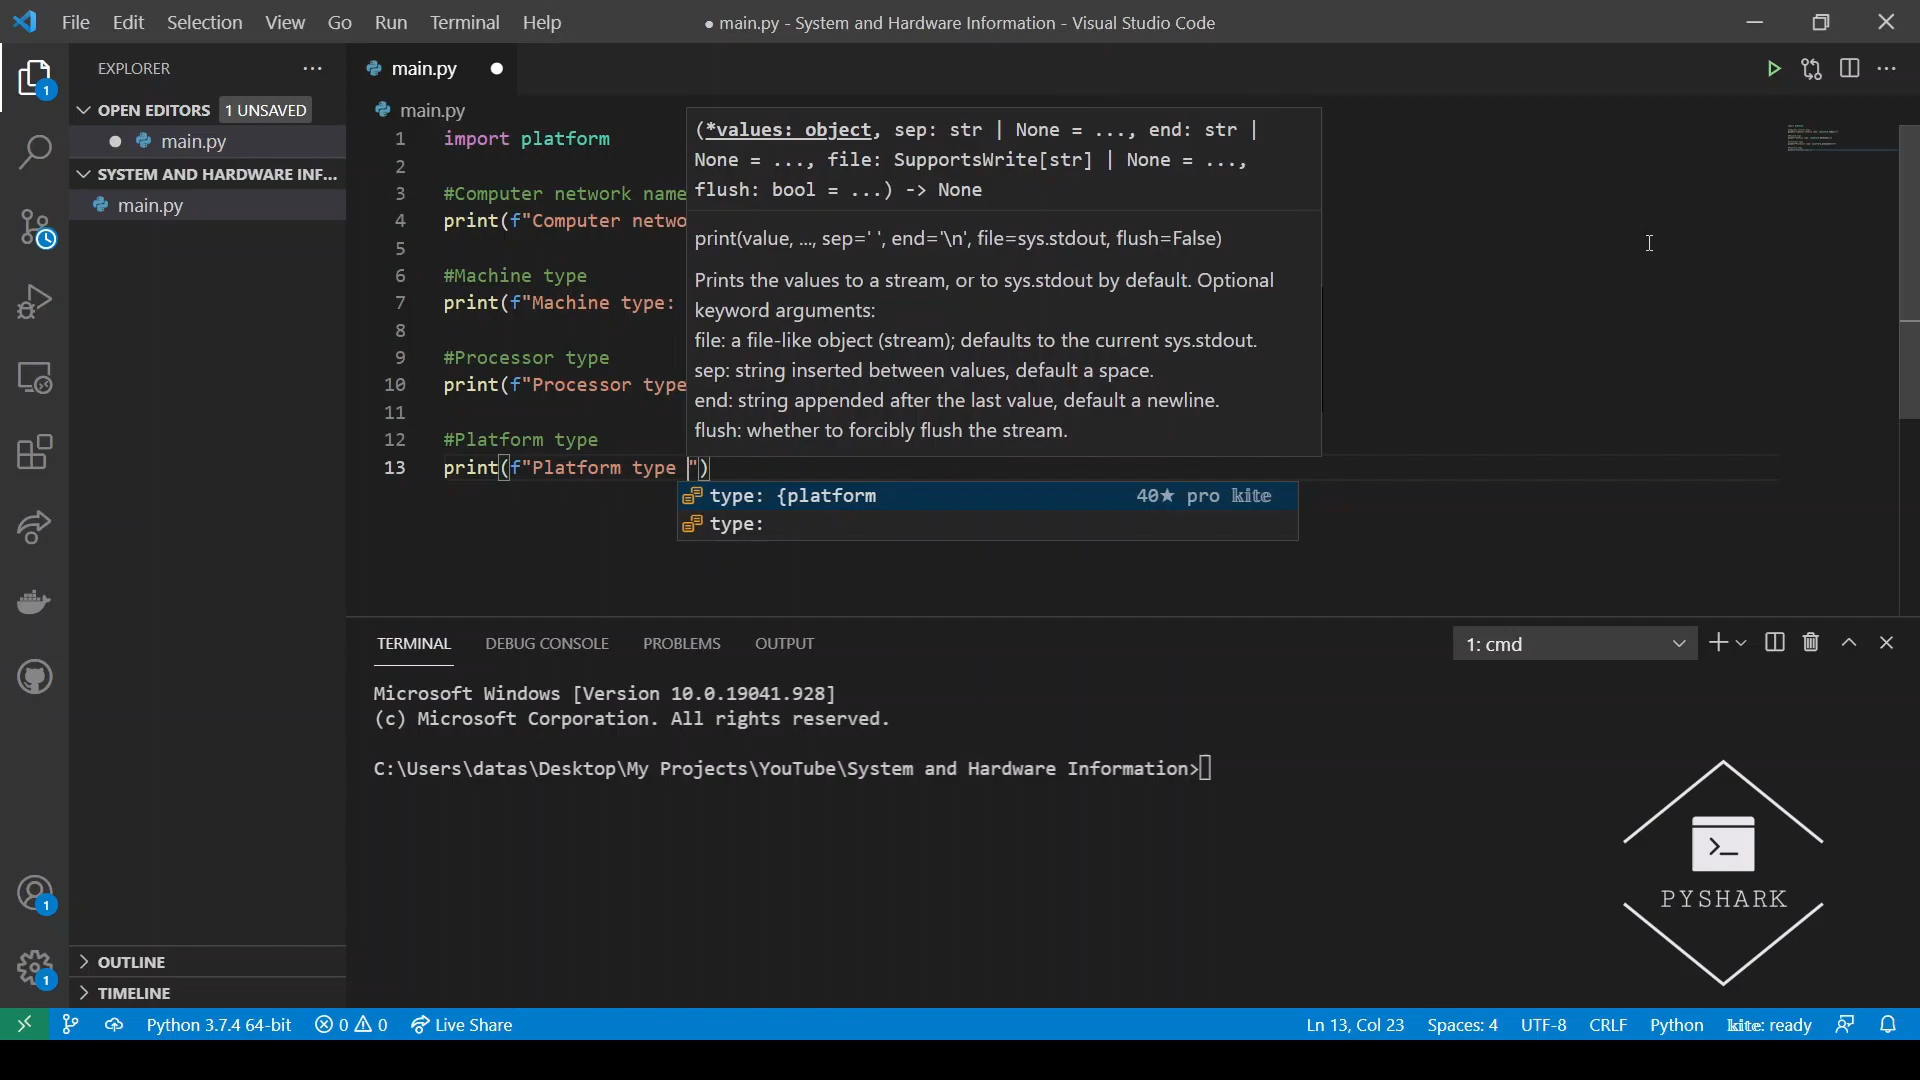 File Edit Selection View Go Run Terminal Help
● main.py - System and Hardware Information - Visual Studio Code
EXPLORER
OPEN EDITORS 1 UNSAVED
main.py
SYSTEM AND HARDWARE INF...
main.py
OUTLINE
TIMELINE
main.py
main.py
1 import platform
2
3 #Computer network name
4 print(f"Computer netwo
5
6 #Machine type
7 print(f"Machine type:
8
9 #Processor type
10 print(f"Processor type
11
12 #Platform type
13 print(f"Platform type ")
(*values: object, sep: str | None = ..., end: str |
None = ..., file: SupportsWrite[str] | None = ...,
flush: bool = ...) -> None
print(value, ..., sep=' ', end='\n', file=sys.stdout, flush=False)
Prints the values to a stream, or to sys.stdout by default. Optional
keyword arguments:
file: a file-like object (stream); defaults to the current sys.stdout.
sep: string inserted between values, default a space.
end: string appended after the last value, default a newline.
flush: whether to forcibly flush the stream.
type: {platform 40★ pro kite
type:
TERMINAL DEBUG CONSOLE PROBLEMS OUTPUT
1: cmd
Microsoft Windows [Version 10.0.19041.928]
(c) Microsoft Corporation. All rights reserved.
C:\Users\datas\Desktop\My Projects\YouTube\System and Hardware Information>
PYSHARK
1
1
1
Python 3.7.4 64-bit 0 0 Live Share
Ln 13, Col 23 Spaces: 4 UTF-8 CRLF Python kite: ready